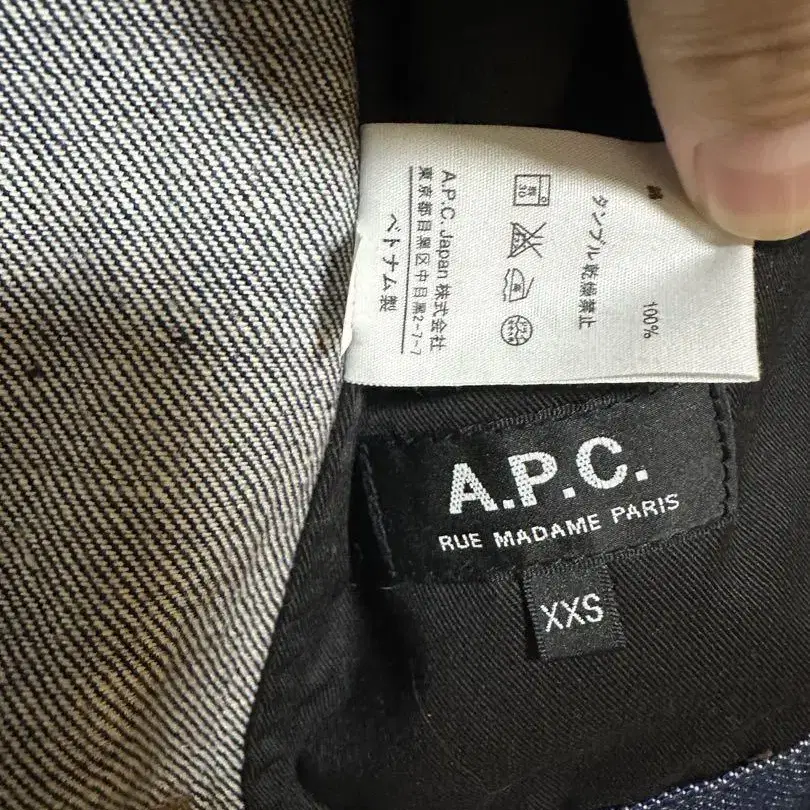 100%
タンブル乾燥禁止
30
A.P.C. Japan 株式会社
東京都目黒区中目黒2-7-7
ベトナム製
A.P.C.
RUE MADAME PARIS
XXS